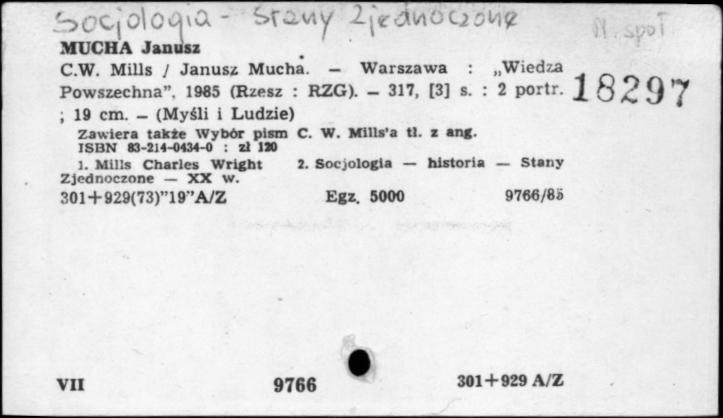 Socjologia - Stany Zjednoczone
N. społ
MUCHA Janusz
C.W. Mills / Janusz Mucha. — Warszawa : „Wiedza
Powszechna”, 1985 (Rzesz : RZG). — 317, [3] s. : 2 portr.
18297
; 19 cm. — (Myśli i Ludzie)
Zawiera także Wybór pism C. W. Mills'a tł. z ang.
ISBN 83-214-0434-0 : zł 120
1. Mills Charles Wright 2. Socjologia — historia — Stany
Zjednoczone — XX w.
301+929(73)”19”A/Z Egz. 5000 9766/85
VII 9766 301+929 A/Z